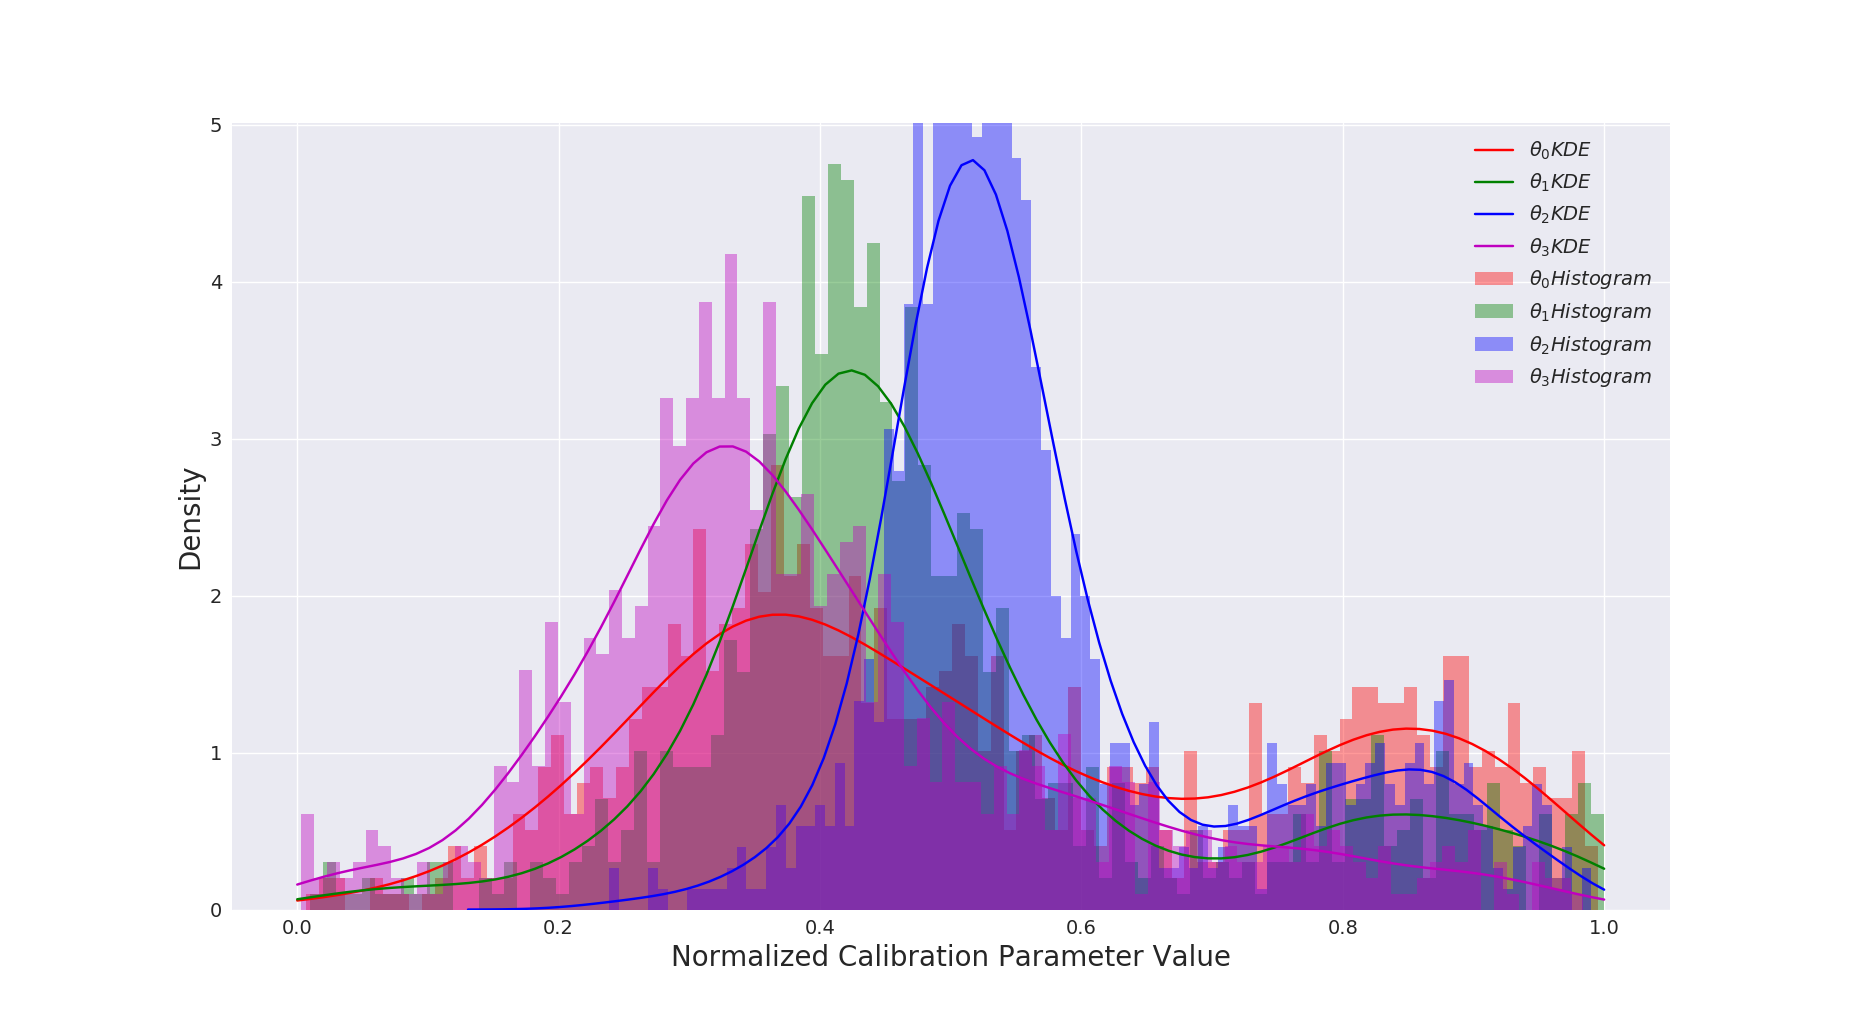 5
4
3
2
1
0
Density
0.0 0.2 0.4 0.6 0.8 1.0
Normalized Calibration Parameter Value
θ₀KDE
θ₁KDE
θ₂KDE
θ₃KDE
θ₀Histogram
θ₁Histogram
θ₂Histogram
θ₃Histogram